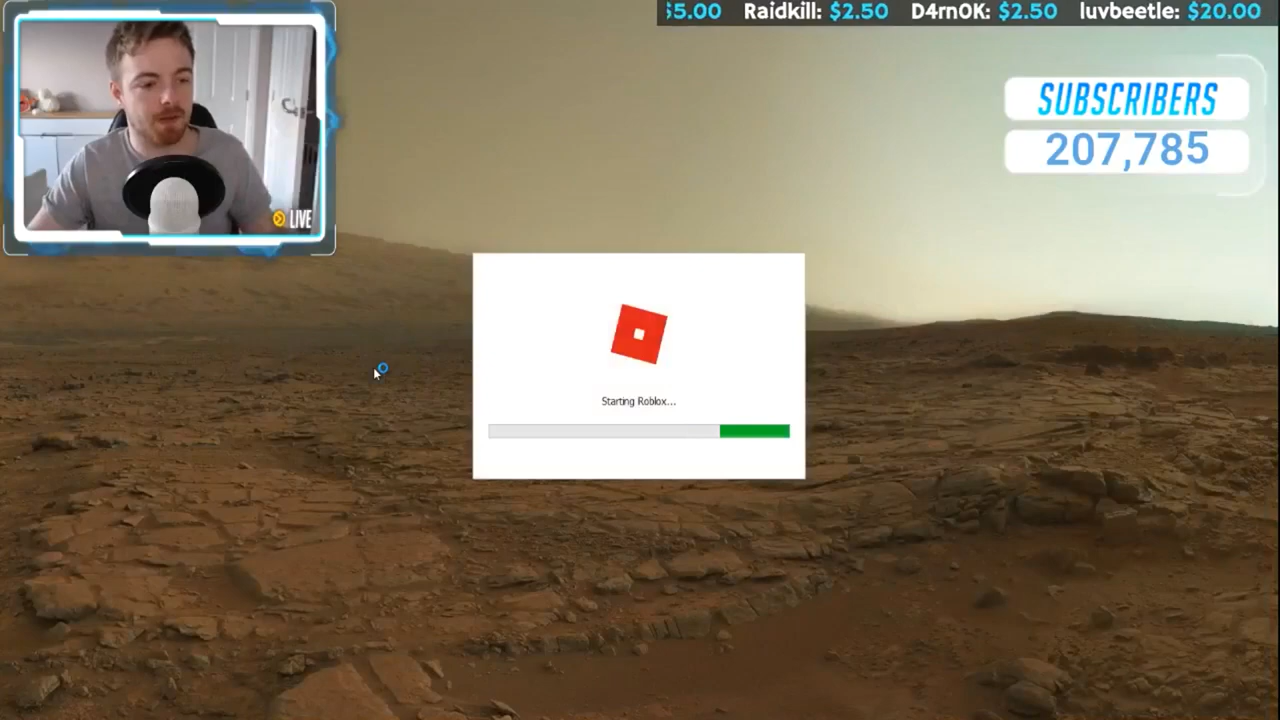 $5.00 Raidkill: $2.50 D4rn0K: $2.50 luvbeetle: $20.00
SUBSCRIBERS
207,785
LIVE
Starting Roblox...